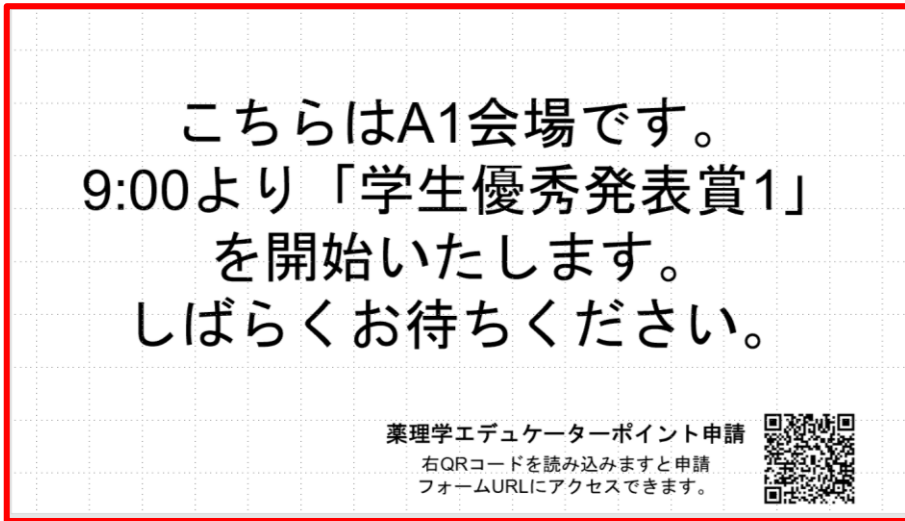 こちらはA1会場です。
9:00より「学生優秀発表賞1」
を開始いたします。
しばらくお待ちください。
薬理学エデュケーターポイント申請
右QRコードを読み込みますと申請
フォームURLにアクセスできます。